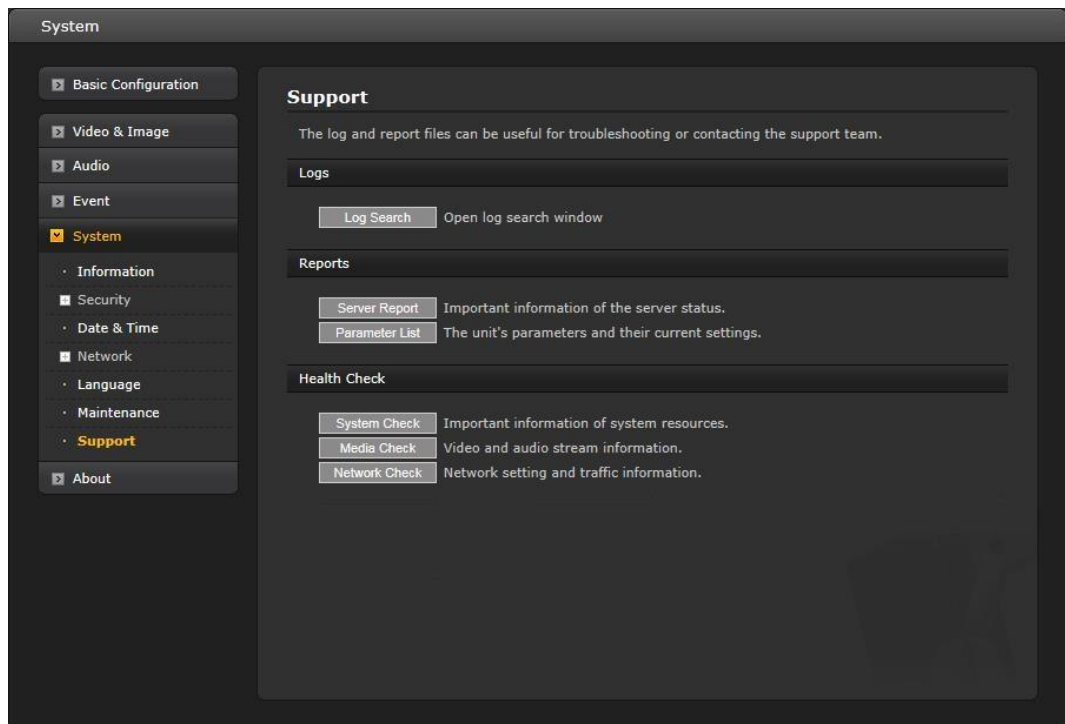 System
Basic Configuration
Video & Image
Audio
Event
System
Information
Security
Date & Time
Network
Language
Maintenance
Support
About
Support
The log and report files can be useful for troubleshooting or contacting the support team.
Logs
Log Search Open log search window
Reports
Server Report Important information of the server status.
Parameter List The unit's parameters and their current settings.
Health Check
System Check Important information of system resources.
Media Check Video and audio stream information.
Network Check Network setting and traffic information.